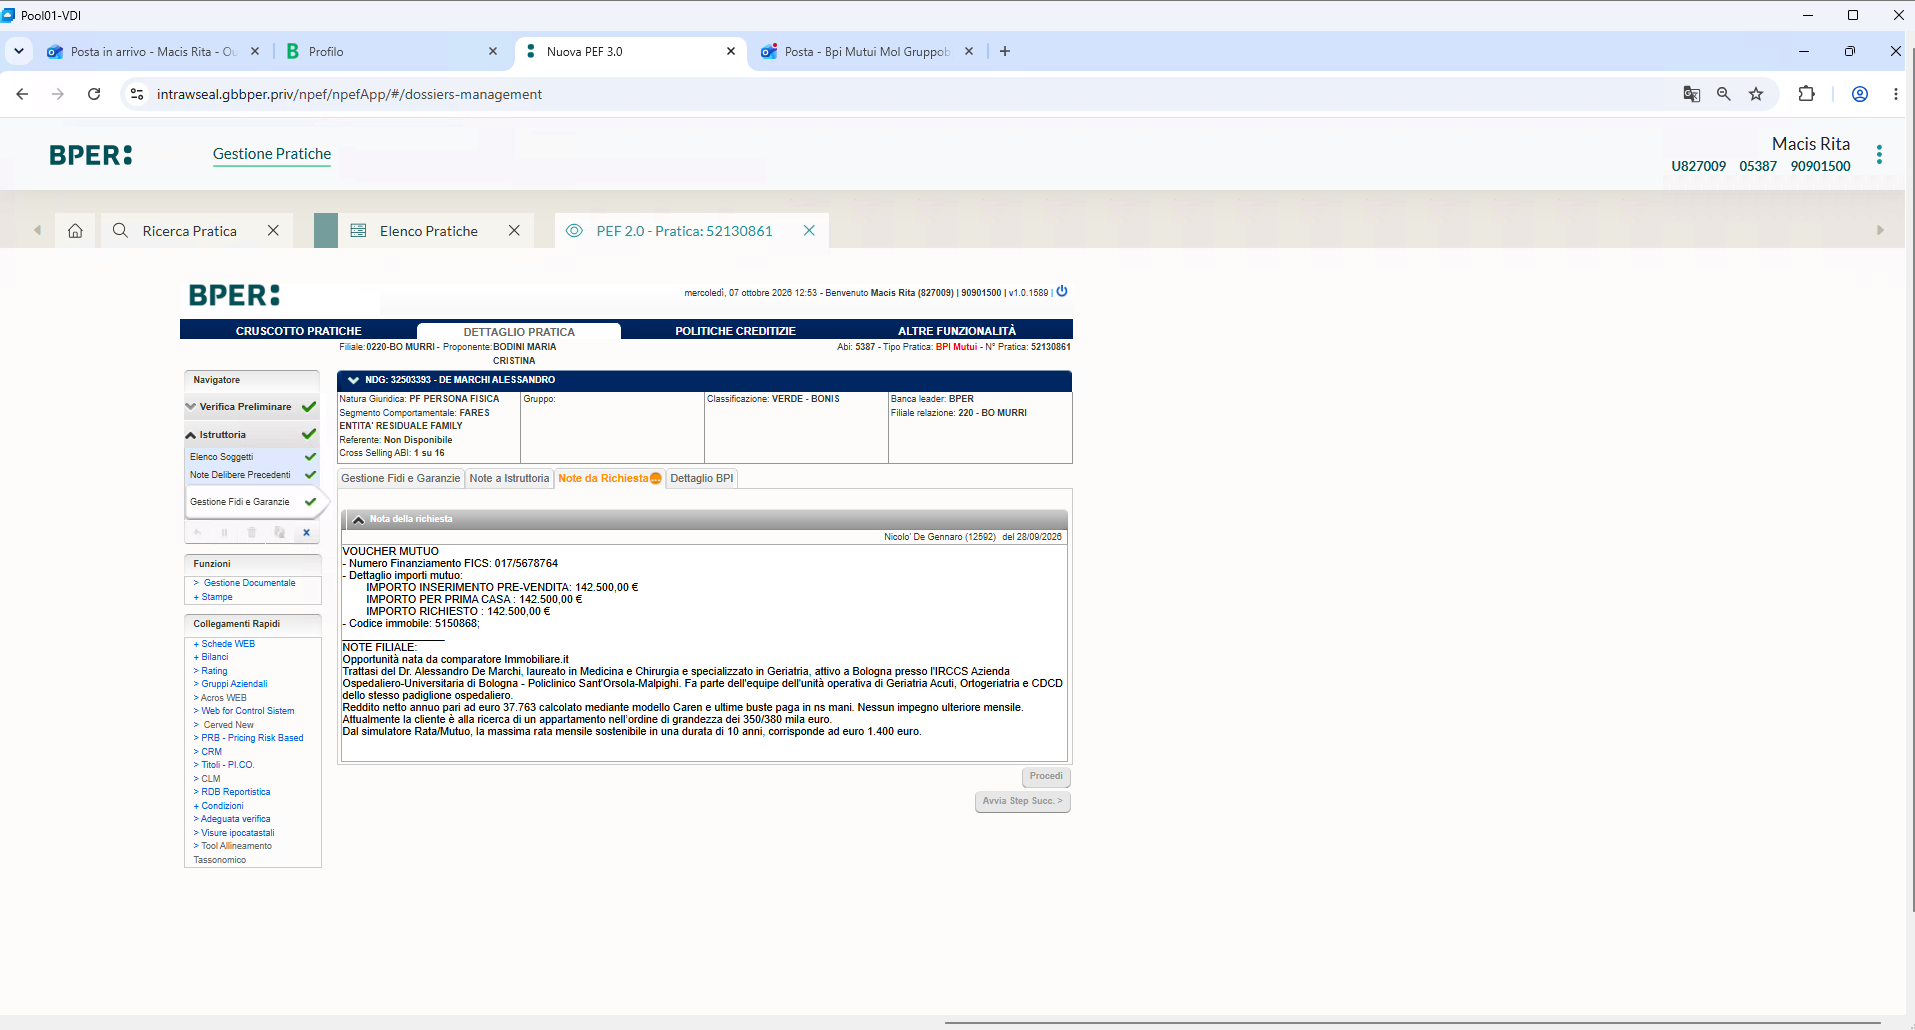 Pool01-VDI
Posta in arrivo - Macis Rita - Ou
Profilo
Nuova PEF 3.0
Posta - Bpi Mutui Mol Gruppob
intrawseal.gbbper.priv/npef/npefApp/#/dossiers-management
BPER:
Gestione Pratiche
Macis Rita
U827009 05387 90901500
Ricerca Pratica
Elenco Pratiche
PEF 2.0 - Pratica: 52130861
BPER:
mercoledì, 07 ottobre 2026 12:53 - Benvenuto Macis Rita (827009) | 90901500 | v1.0.1589 |
CRUSCOTTO PRATICHE
DETTAGLIO PRATICA
POLITICHE CREDITIZIE
ALTRE FUNZIONALITÀ
Filiale: 0220-BO MURRI - Proponente: BODINI MARIA CRISTINA
Abi: 5387 - Tipo Pratica: BPI Mutui - N° Pratica: 52130861
Navigatore
Verifica Preliminare
Istruttoria
Elenco Soggetti
Note Delibere Precedenti
Gestione Fidi e Garanzie
Funzioni
> Gestione Documentale
+ Stampe
Collegamenti Rapidi
+ Schede WEB
+ Bilanci
> Rating
> Gruppi Aziendali
> Acros WEB
> Web for Control Sistem
> Cerved New
> PRB - Pricing Risk Based
> CRM
> Titoli - PI.CO.
> CLM
> RDB Reportistica
+ Condizioni
> Adeguata verifica
> Visure ipocatastali
> Tool Allineamento
Tassonomico
NDG: 32503393 - DE MARCHI ALESSANDRO
Natura Giuridica: PF PERSONA FISICA
Segmento Comportamentale: FARES
ENTITA' RESIDUALE FAMILY
Referente: Non Disponibile
Cross Selling ABI: 1 su 16
Gruppo:
Classificazione: VERDE - BONIS
Banca leader: BPER
Filiale relazione: 220 - BO MURRI
Gestione Fidi e Garanzie
Note a Istruttoria
Note da Richiesta
Dettaglio BPI
Nota della richiesta
Nicolo' De Gennaro (12592) del 28/09/2026
VOUCHER MUTUO
- Numero Finanziamento FICS: 017/5678764
- Dettaglio importi mutuo:
IMPORTO INSERIMENTO PRE-VENDITA: 142.500,00 €
IMPORTO PER PRIMA CASA : 142.500,00 €
IMPORTO RICHIESTO : 142.500,00 €
- Codice immobile: 5150868;
NOTE FILIALE:
Opportunità nata da comparatore Immobiliare.it
Trattasi del Dr. Alessandro De Marchi, laureato in Medicina e Chirurgia e specializzato in Geriatria, attivo a Bologna presso l'IRCCS Azienda
Ospedaliero-Universitaria di Bologna - Policlinico Sant'Orsola-Malpighi. Fa parte dell'equipe dell'unità operativa di Geriatria Acuti, Ortogeriatria e CDCD
dello stesso padiglione ospedaliero.
Reddito netto annuo pari ad euro 37.763 calcolato mediante modello Caren e ultime buste paga in ns mani. Nessun impegno ulteriore mensile.
Attualmente la cliente è alla ricerca di un appartamento nell'ordine di grandezza dei 350/380 mila euro.
Dal simulatore Rata/Mutuo, la massima rata mensile sostenibile in una durata di 10 anni, corrisponde ad euro 1.400 euro.
Procedi
Avvia Step Succ. >